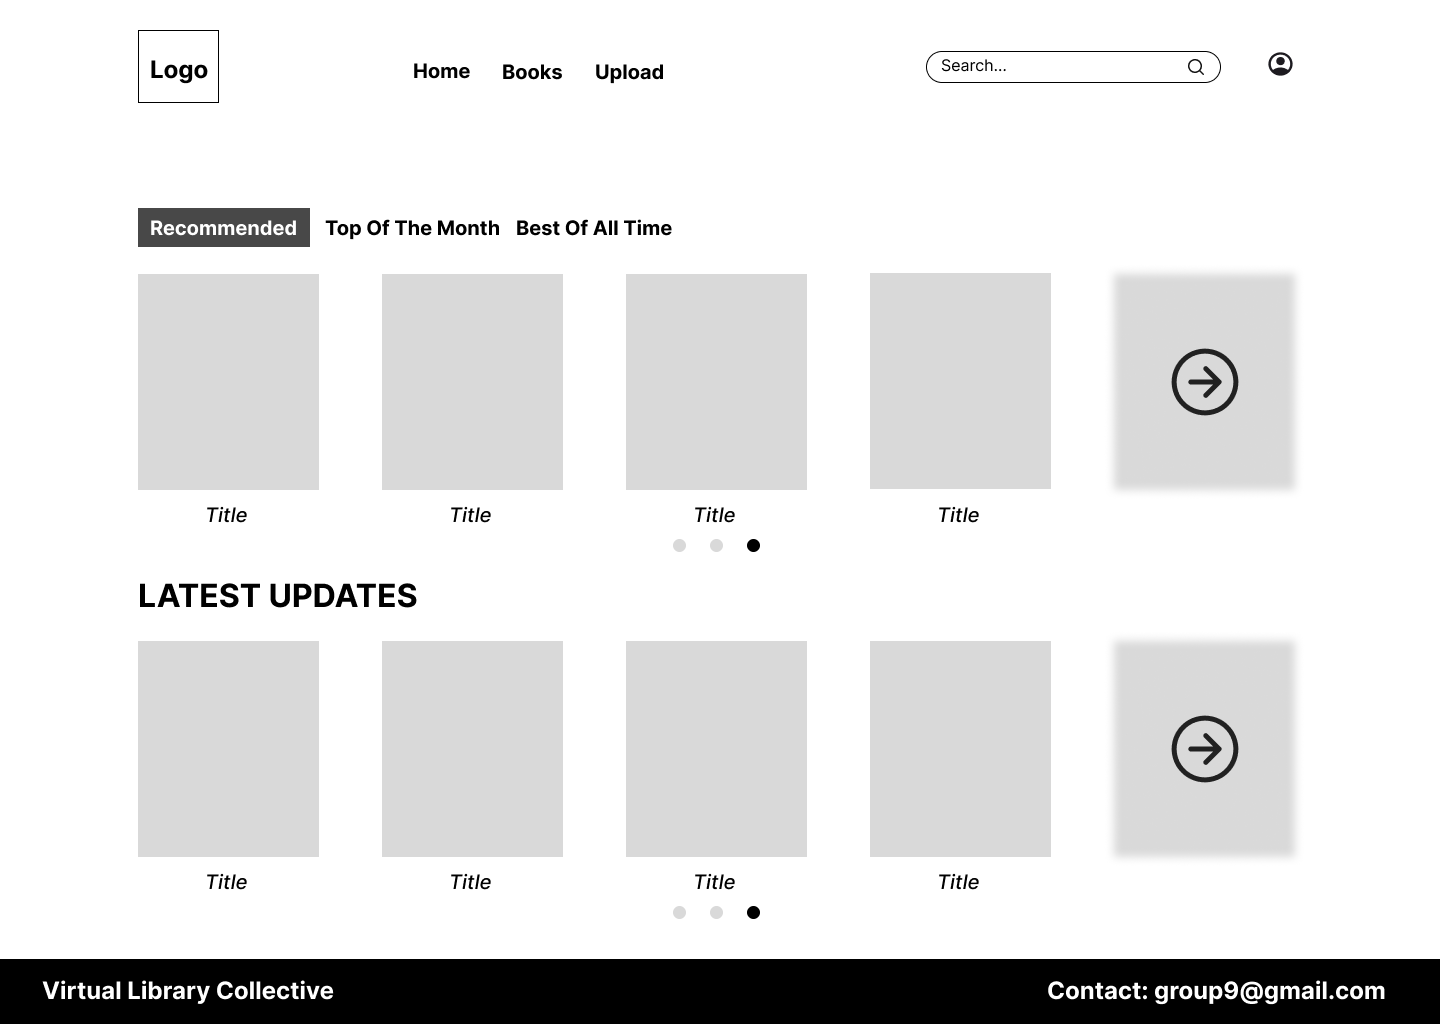 Logo
Home Books Upload
Search...
Recommended Top Of The Month Best Of All Time
Title Title Title Title
LATEST UPDATES
Title Title Title Title
Virtual Library Collective
Contact: group9@gmail.com